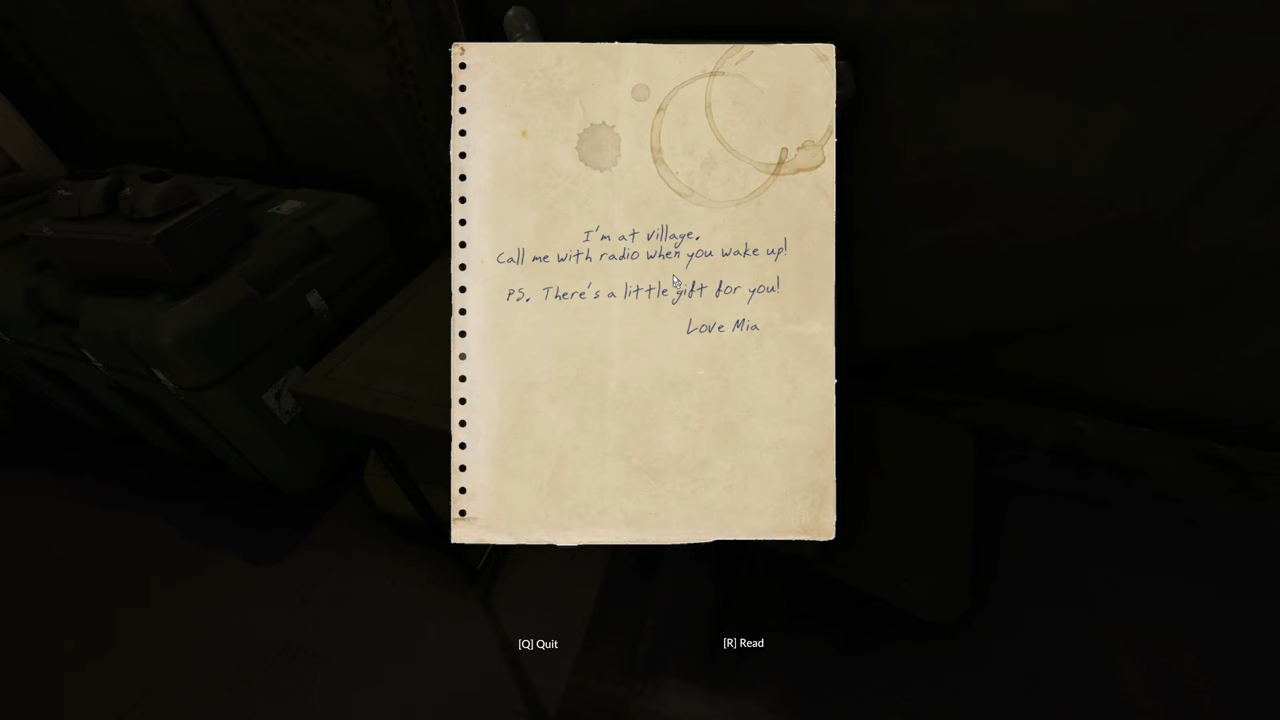 I'm at village.
Call me with radio when you wake up!
PS. There's a little gift for you!
Love Mia
[Q] Quit
[R] Read